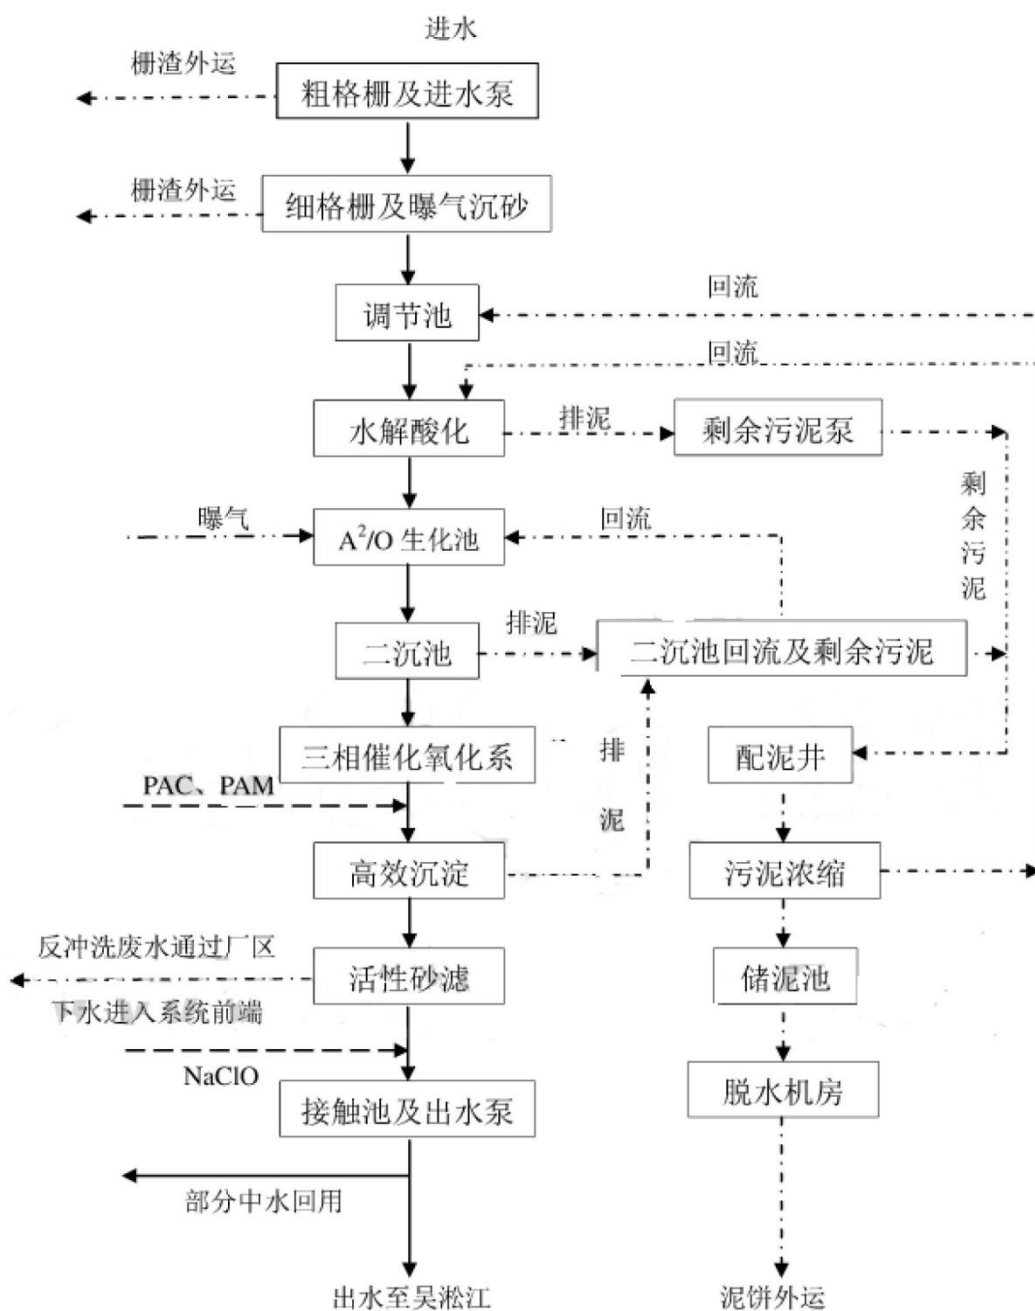 进水
栅渣外运
粗格栅及进水泵
栅渣外运
细格栅及曝气沉砂
调节池
回流
回流
水解酸化
排泥
剩余污泥泵
剩余污泥
曝气
A²/O 生化池
回流
二沉池
排泥
二沉池回流及剩余污泥
三相催化氧化系
排泥
配泥井
PAC、PAM
高效沉淀
污泥浓缩
反冲洗废水通过厂区
活性砂滤
储泥池
下水进入系统前端
NaClO
接触池及出水泵
脱水机房
部分中水回用
出水至吴淞江
泥饼外运